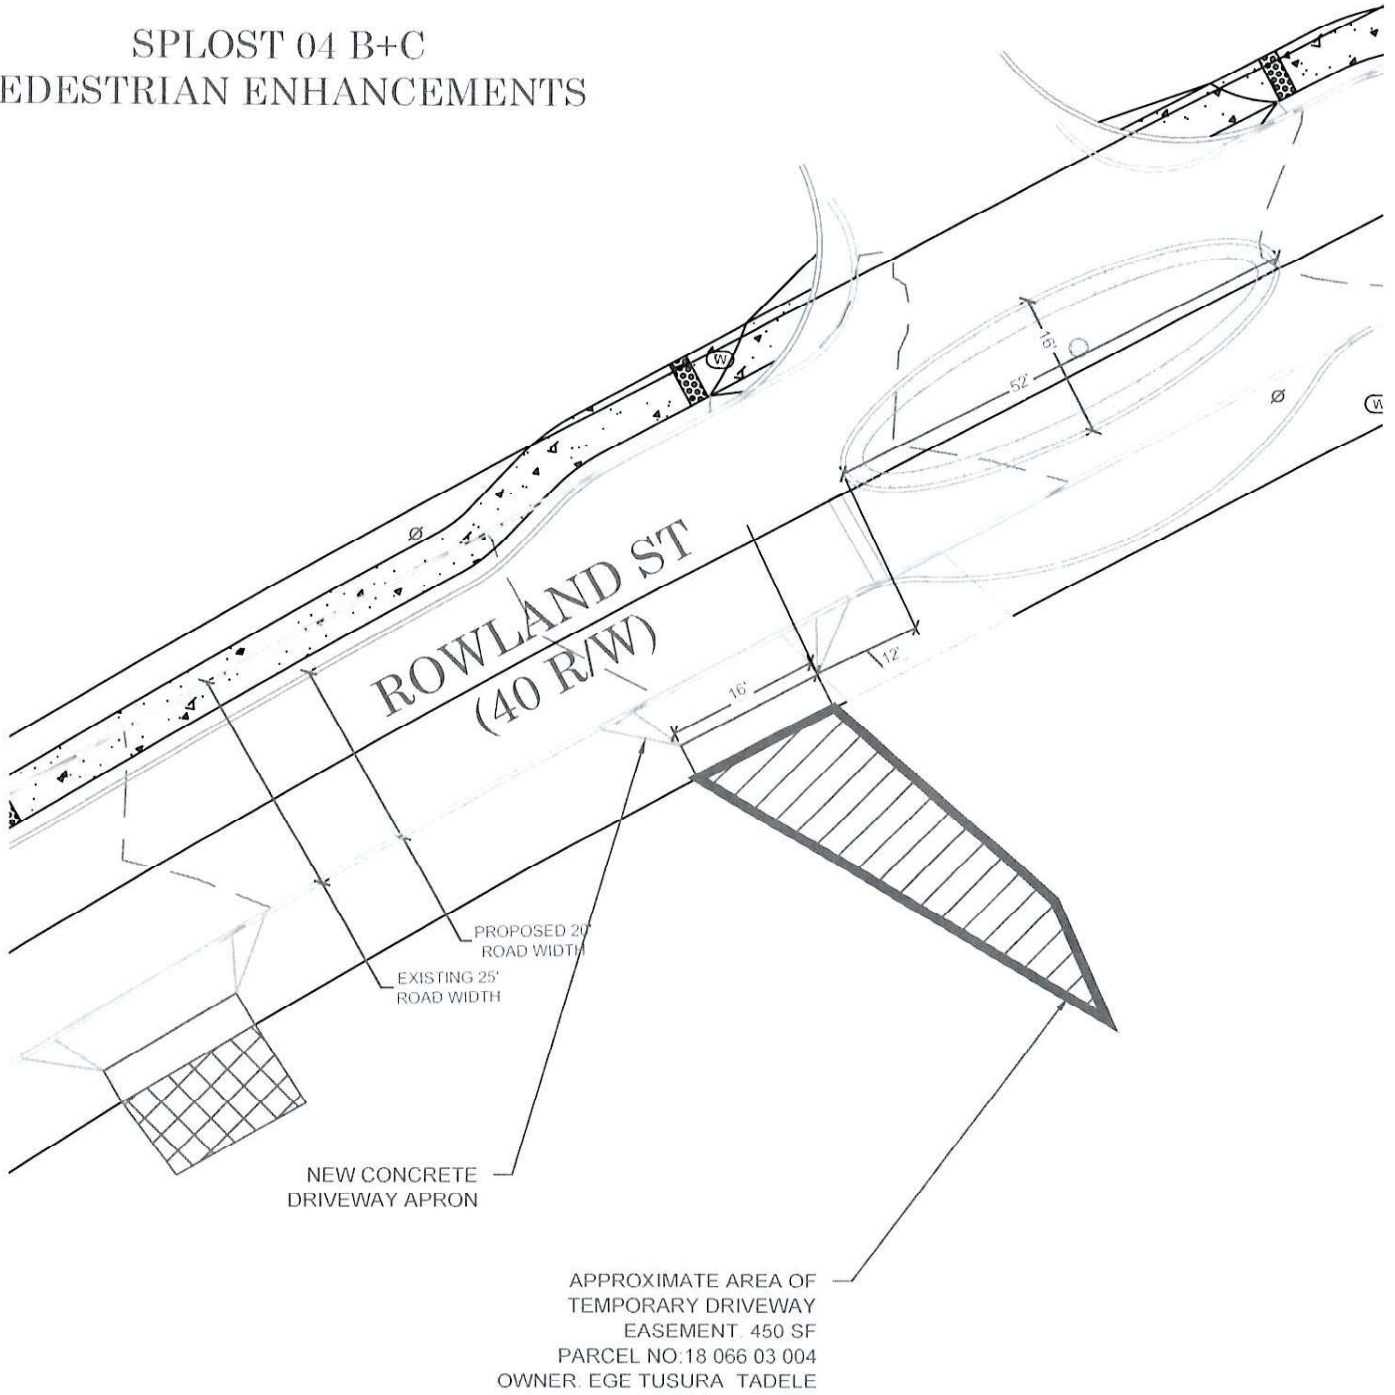 SPLOST 04 B+C
EDESTRIAN ENHANCEMENTS
W
16'
52'
W
ROWLAND ST
(40 R/W)
12'
16'
PROPOSED 20'
ROAD WIDTH
EXISTING 25'
ROAD WIDTH
NEW CONCRETE
DRIVEWAY APRON
APPROXIMATE AREA OF
TEMPORARY DRIVEWAY
EASEMENT. 450 SF
PARCEL NO:18 066 03 004
OWNER. EGE TUSURA TADELE